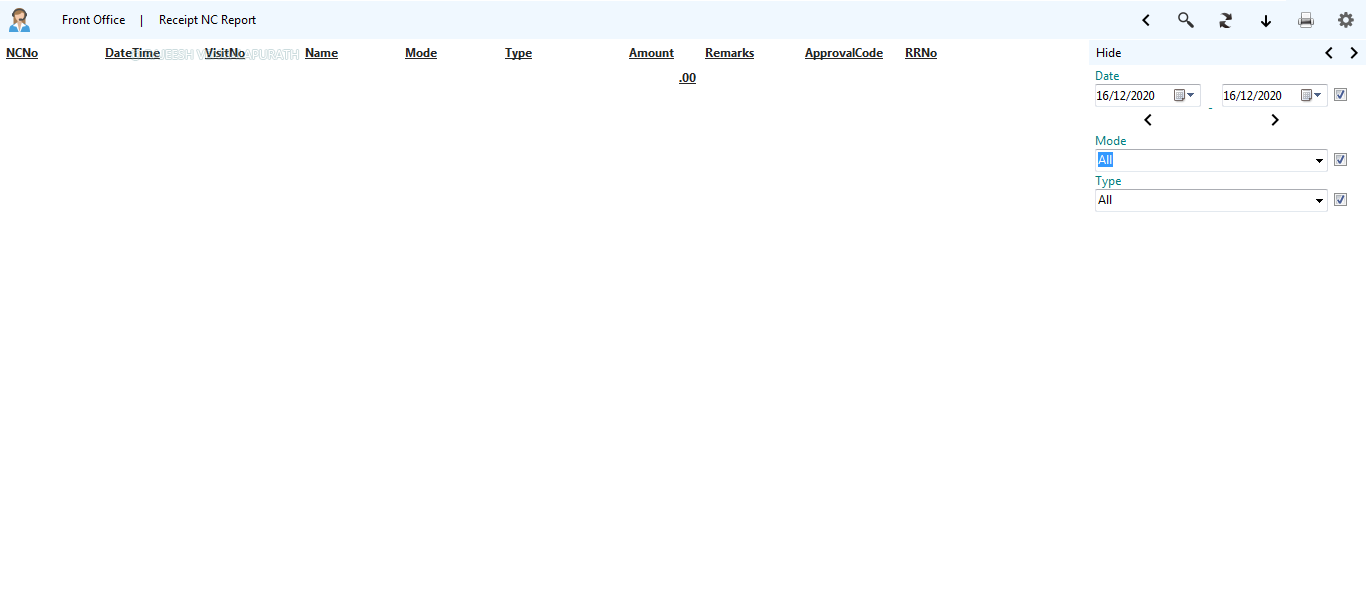 Front Office | Receipt NC Report
NCNo DateTime VisitNo Name Mode Type Amount Remarks ApprovalCode RRNo
.00
Hide
Date
16/12/2020 - 16/12/2020
Mode
All
Type
All